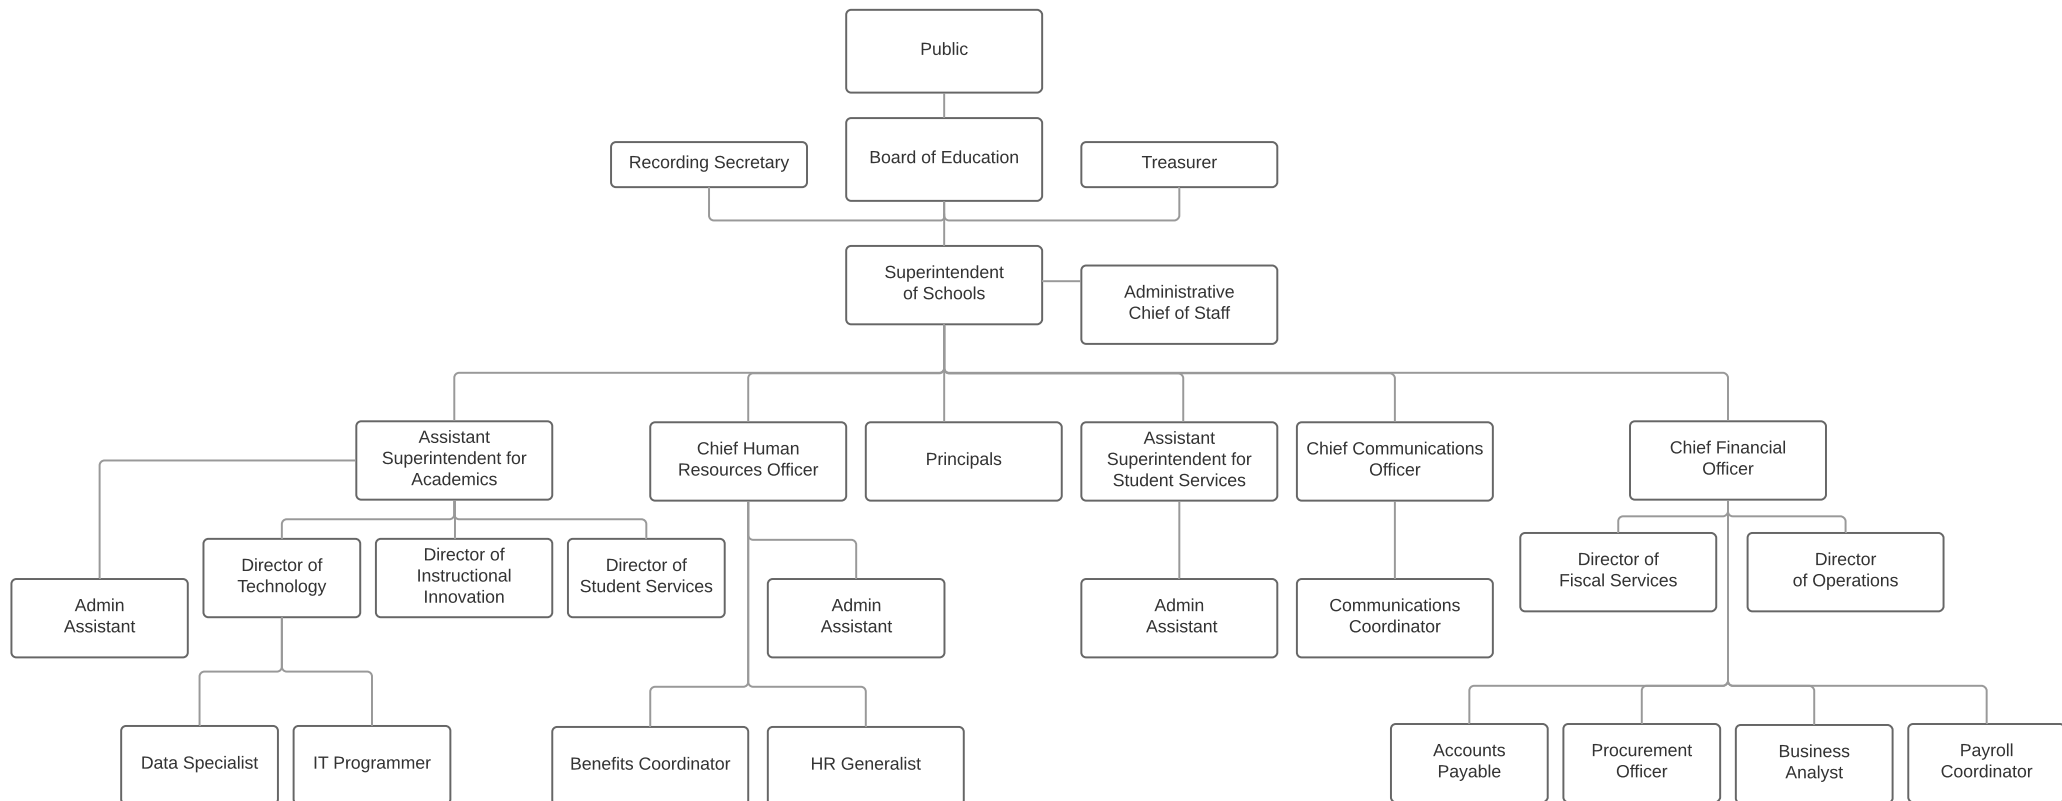 Public
Recording Secretary
Board of Education
Treasurer
Superintendent
of Schools
Administrative
Chief of Staff
Assistant
Superintendent for
Academics
Chief Human
Resources Officer
Principals
Assistant
Superintendent for
Student Services
Chief Communications
Officer
Chief Financial
Officer
Admin
Assistant
Director of
Technology
Director of
Instructional
Innovation
Director of
Student Services
Admin
Assistant
Admin
Assistant
Communications
Coordinator
Director of
Fiscal Services
Director
of Operations
Data Specialist
IT Programmer
Benefits Coordinator
HR Generalist
Accounts
Payable
Procurement
Officer
Business
Analyst
Payroll
Coordinator